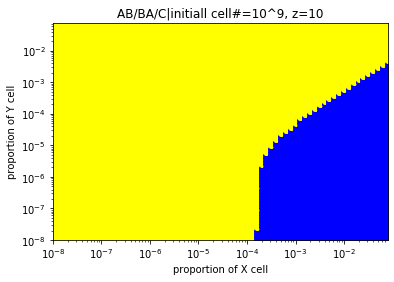 AB/BA/C|initiall cell#=10^9, z=10
proportion of Y cell
10⁻²
10⁻³
10⁻⁴
10⁻⁵
10⁻⁶
10⁻⁷
10⁻⁸
10⁻⁸ 10⁻⁷ 10⁻⁶ 10⁻⁵ 10⁻⁴ 10⁻³ 10⁻²
proportion of X cell